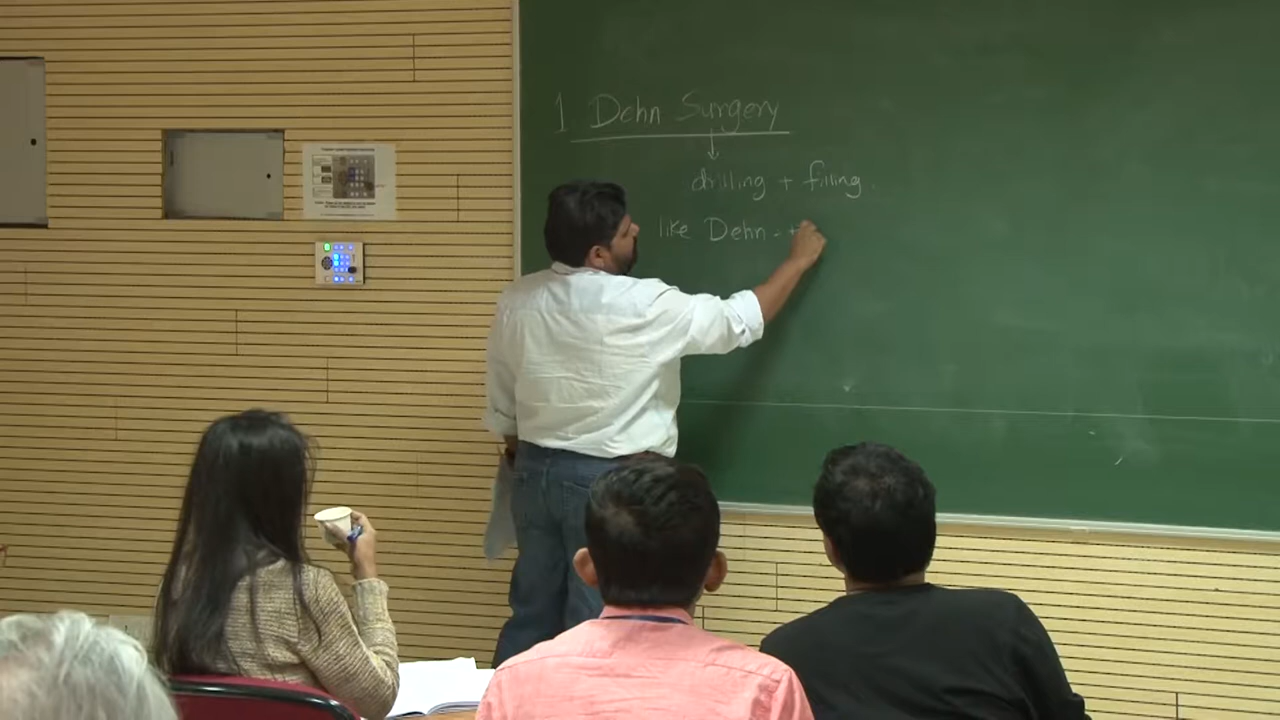 1 Dehn Surgery
drilling + filling.
like Dehn - t